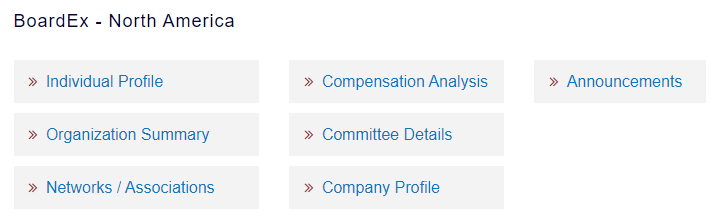 BoardEx - North America
» Individual Profile
» Compensation Analysis
» Announcements
» Organization Summary
» Committee Details
» Networks / Associations
» Company Profile